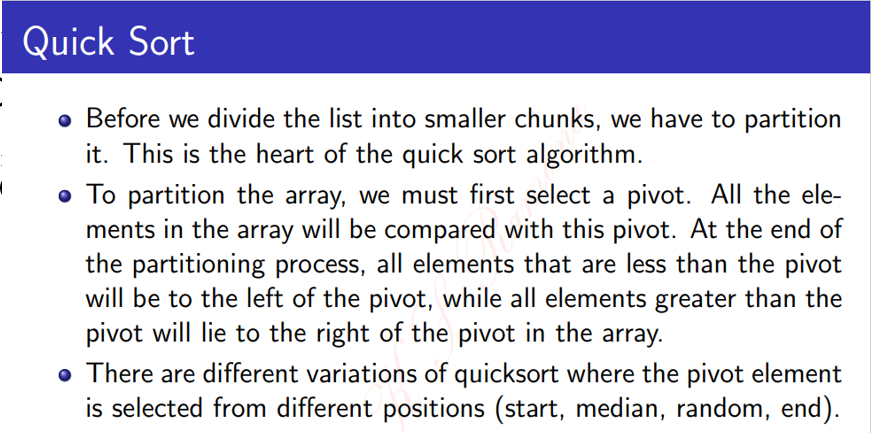 Quick Sort
Before we divide the list into smaller chunks, we have to partition
it. This is the heart of the quick sort algorithm.
To partition the array, we must first select a pivot. All the ele-
ments in the array will be compared with this pivot. At the end of
the partitioning process, all elements that are less than the pivot
will be to the left of the pivot, while all elements greater than the
pivot will lie to the right of the pivot in the array.
There are different variations of quicksort where the pivot element
is selected from different positions (start, median, random, end).